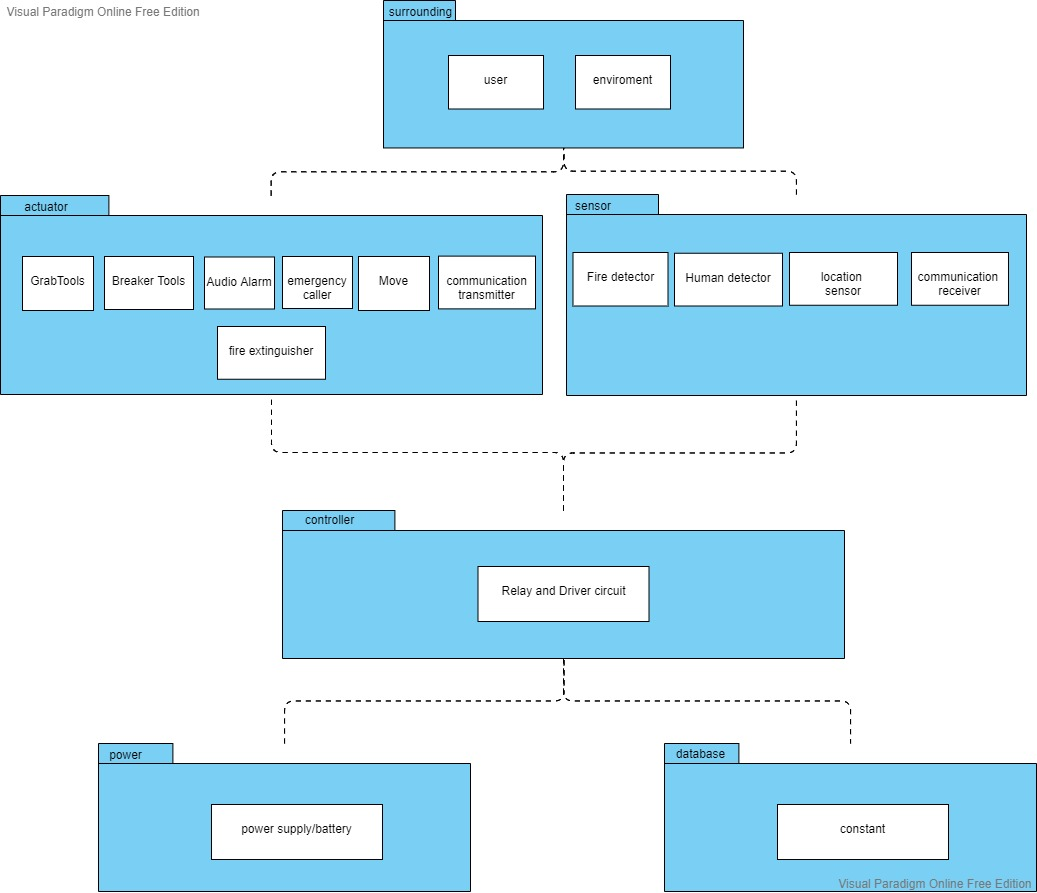 Visual Paradigm Online Free Edition
surrounding
user
enviroment
actuator
GrabTools
Breaker Tools
Audio Alarm
emergency
caller
Move
communication
transmitter
fire extinguisher
sensor
Fire detector
Human detector
location
sensor
communication
receiver
controller
Relay and Driver circuit
power
power supply/battery
database
constant
Visual Paradigm Online Free Edition